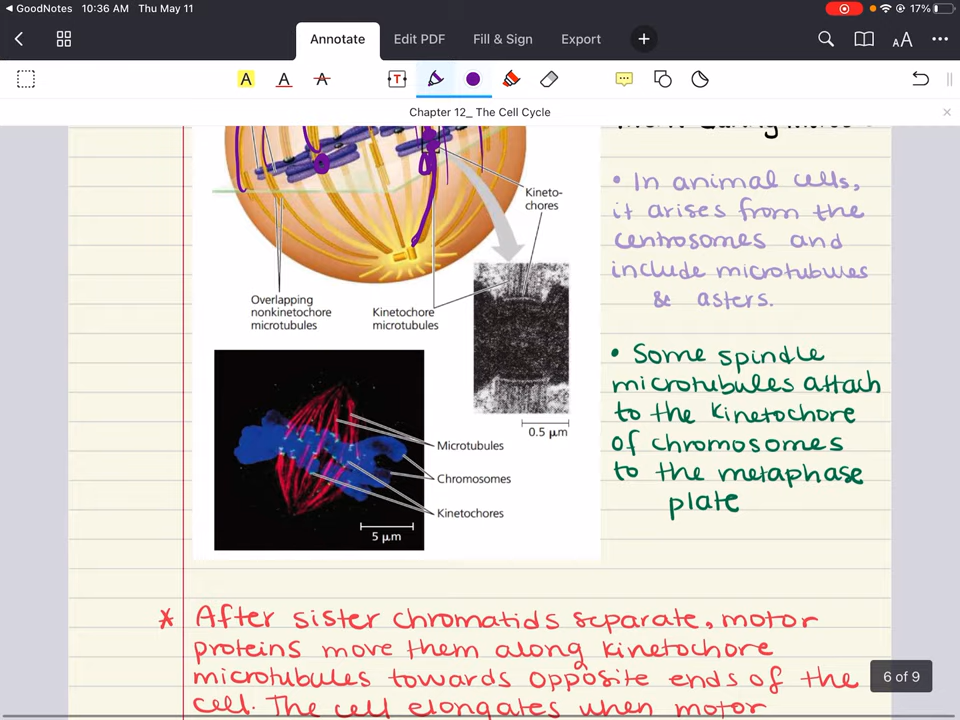 GoodNotes 10:36 AM Thu May 11 17%
Annotate Edit PDF Fill & Sign Export
A A A T
Chapter 12_ The Cell Cycle
Kineto-
chores
Overlapping
nonkinetochore
microtubules
Kinetochore
microtubules
0.5 µm
Microtubules
Chromosomes
Kinetochores
5 µm
• In animal cells,
it arises from the
centrosomes and
include microtubules
& asters.
• Some spindle
microtubules attach
to the kinetochore
of chromosomes
to the metaphase
plate
* After sister chromatids separate, motor
proteins move them along kinetochore
microtubules towards opposite ends of the
cell. The cell elongates when motor
6 of 9